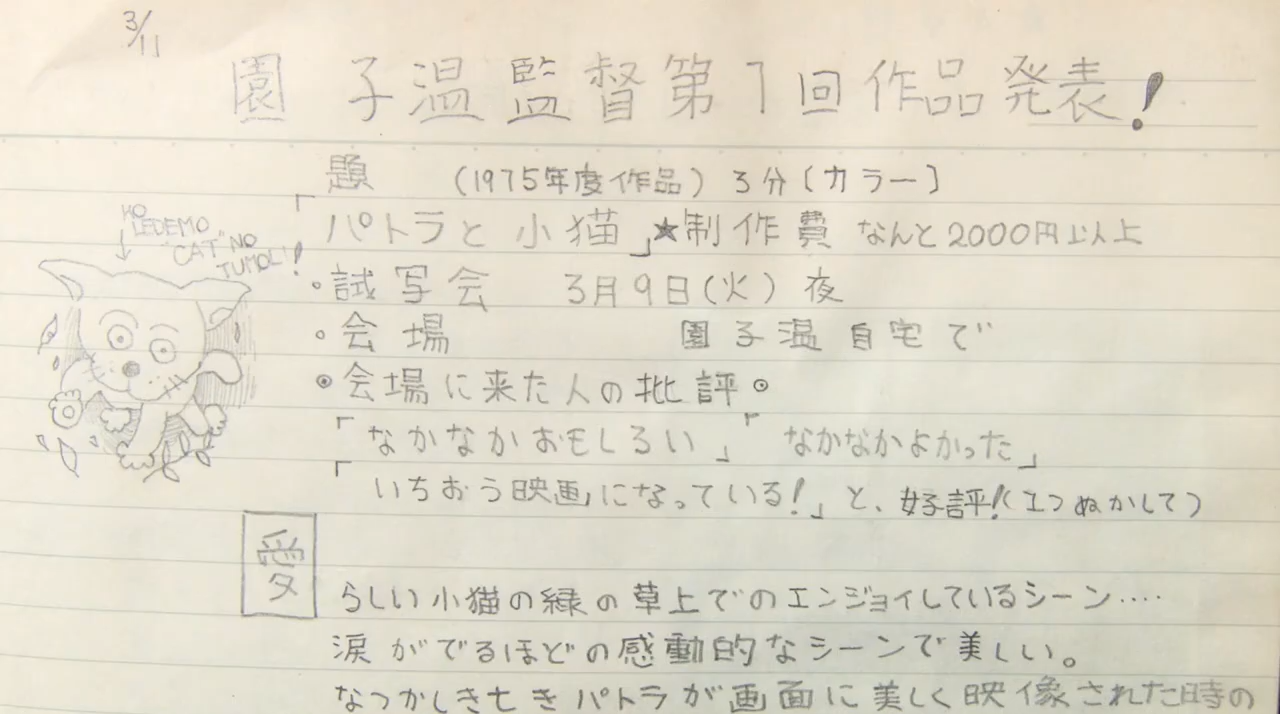 3/11
園子温監督第1回作品発表!
題 (1975年度作品) 3分〔カラー〕
「パトラと小猫」★制作費 なんと2000円以上
KOLEDEMO
"CAT" NO
TUMOLI!
・試写会 3月9日(火) 夜
・会場 園子温自宅で
◎会場に来た人の批評◎
「なかなかおもしろい」「なかなかよかった」
「いちおう映画になっている!」と、好評!(1つぬかして)
愛らしい小猫の緑の草上でのエンジョイしているシーン‥‥
涙がでるほどの感動的なシーンで美しい。
なつかしき亡きパトラが画面に美しく映像された時の